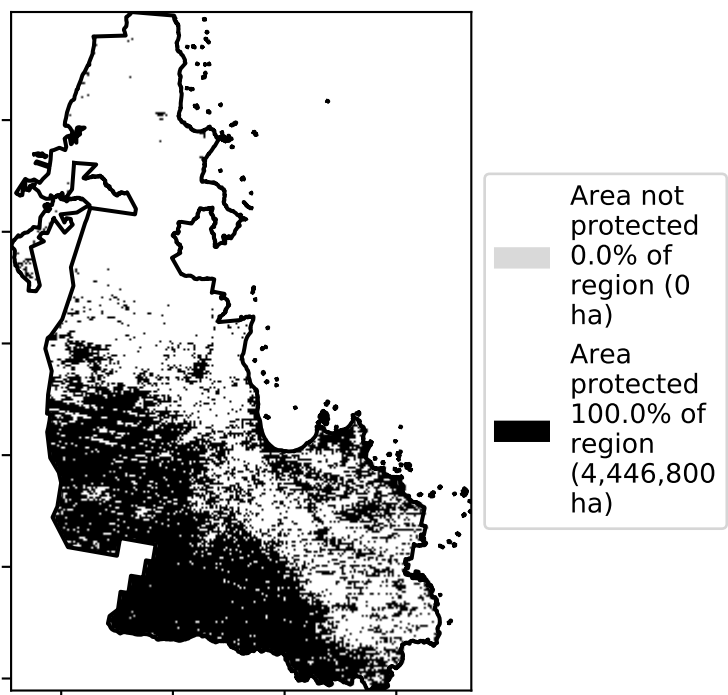 Area not
protected
0.0% of
region (0
ha)
Area
protected
100.0% of
region
(4,446,800
ha)